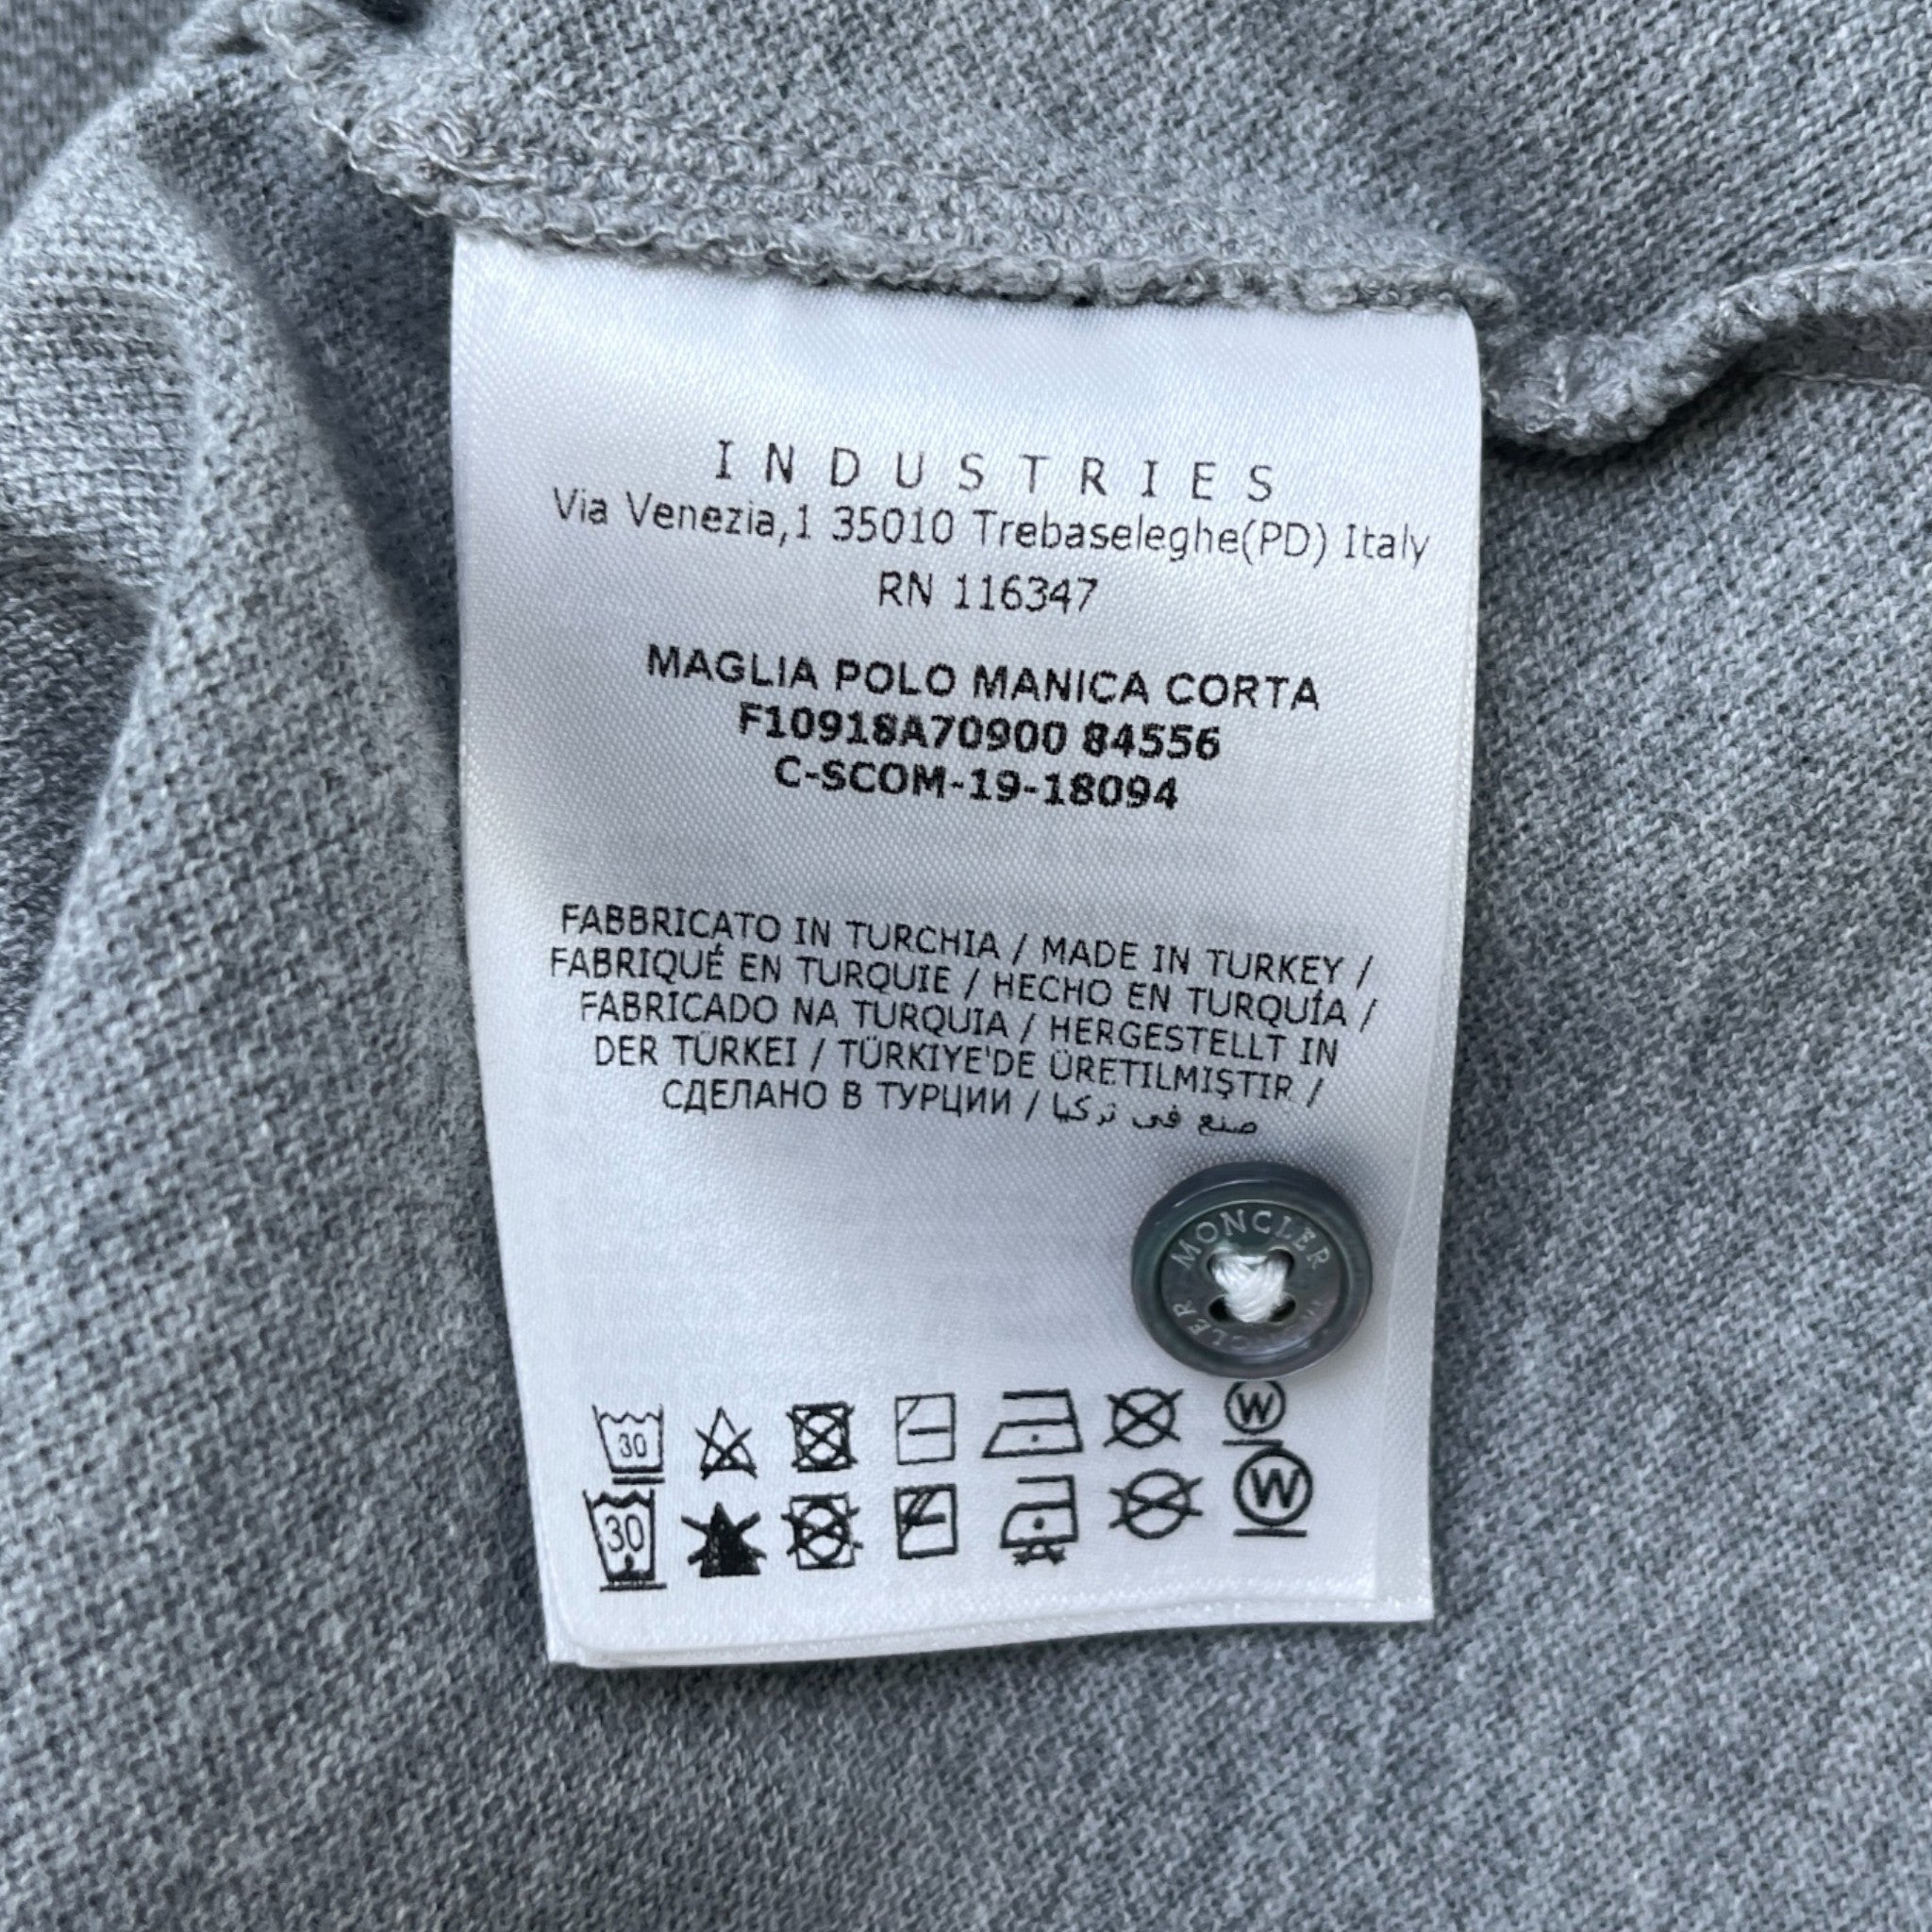 INDUSTRIES
Via Venezia,1 35010 Trebaseleghe(PD) Italy
RN 116347
MAGLIA POLO MANICA CORTA
F10918A70900 84556
C-SCOM-19-18094
FABBRICATO IN TURCHIA / MADE IN TURKEY /
FABRIQUÉ EN TURQUIE / HECHO EN TURQUÍA /
FABRICADO NA TURQUIA / HERGESTELLT IN
DER TÜRKEI / TÜRKIYE'DE ÜRETILMIŞTIR /
СДЕЛАНО В ТУРЦИИ / صنع في تركيا
MONCLER
30 W
30 W